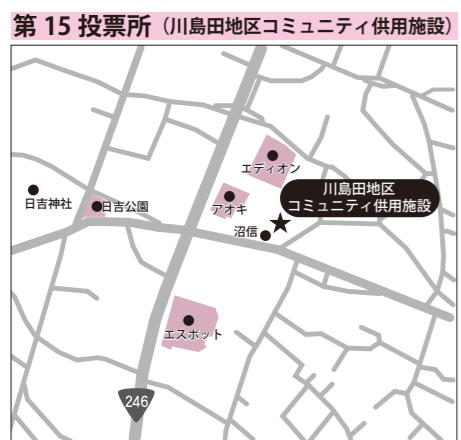 第 15 投票所（川島田地区コミュニティ供用施設）
エディオン
川島田地区
コミュニティ供用施設
日吉神社
日吉公園
アオキ
沼信
エスポット
246